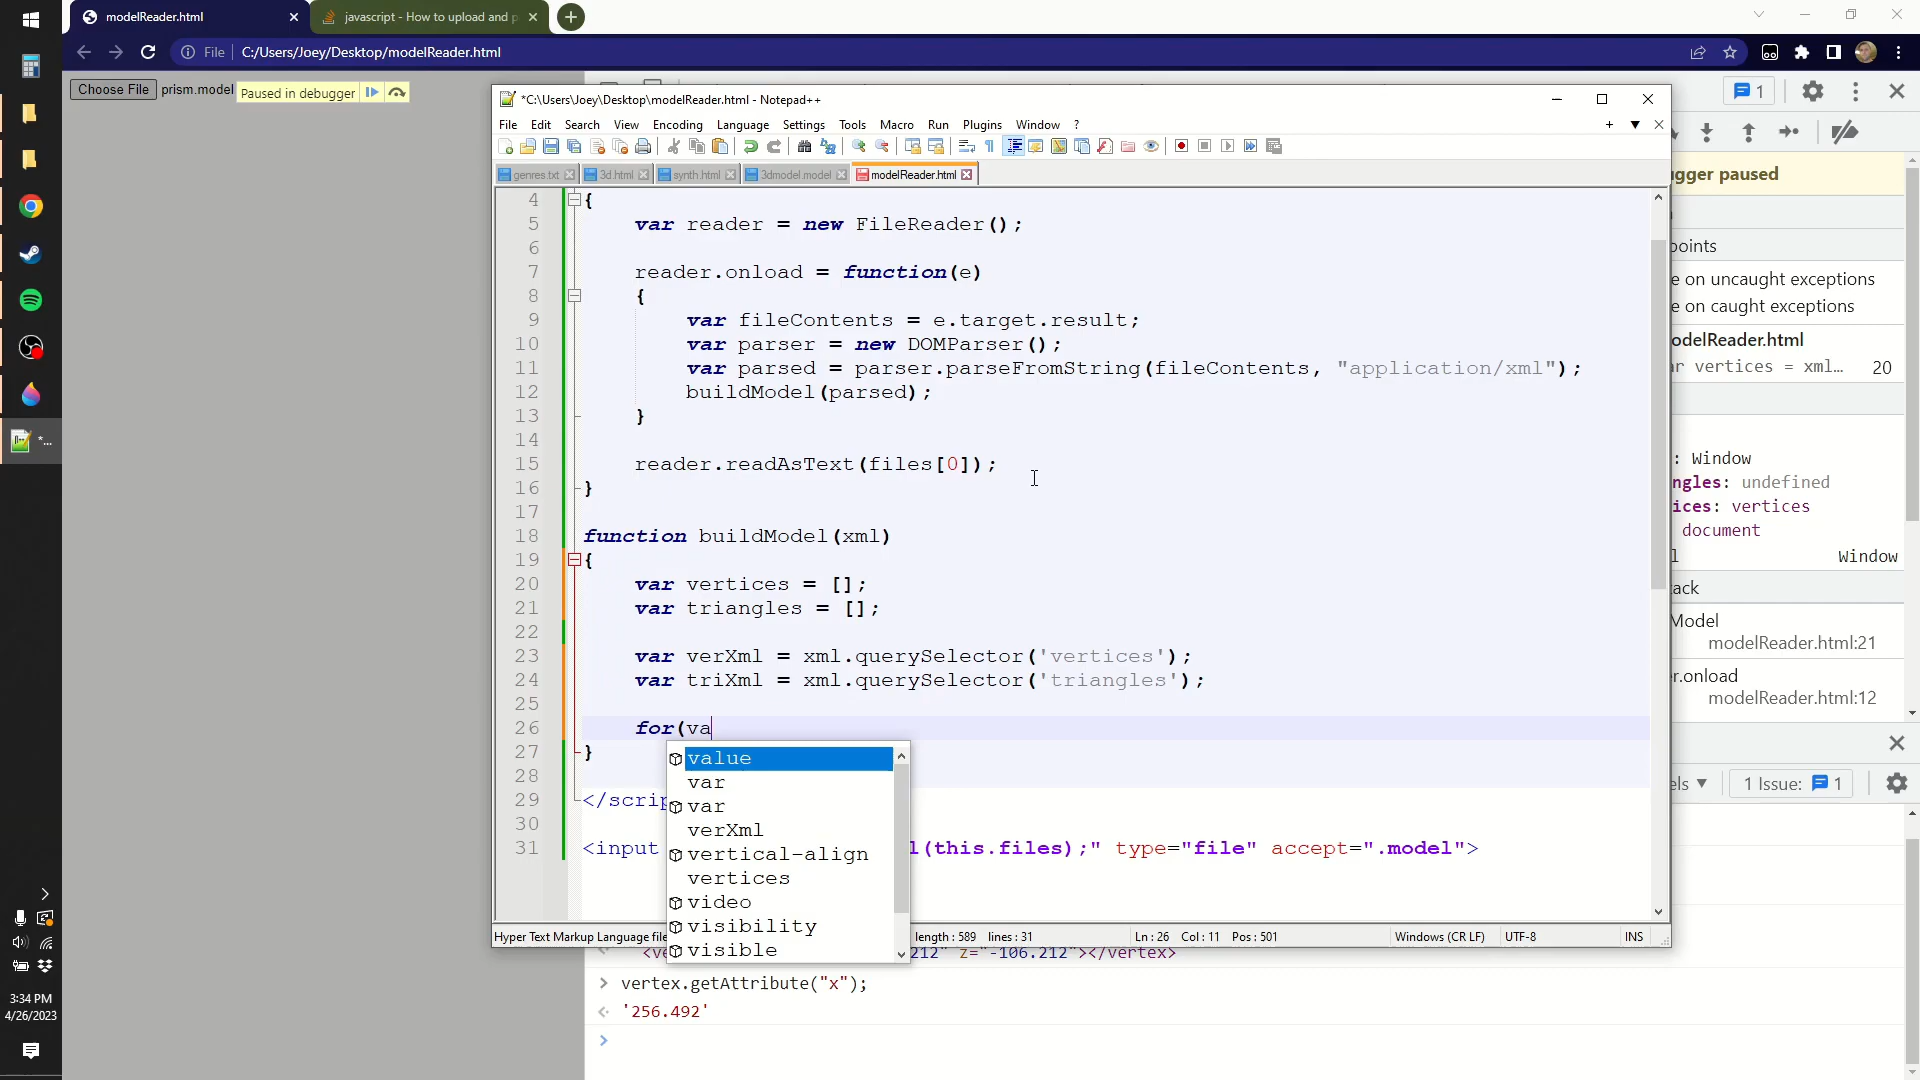 modelReader.html
javascript - How to upload and p
File
C:/Users/Joey/Desktop/modelReader.html
Choose File
prism.model
Paused in debugger
1
*C:\Users\Joey\Desktop\modelReader.html - Notepad++
File Edit Search View Encoding Language Settings Tools Macro Run Plugins Window ?
genres.txt 3d.html synth.html 3dmodel.model modelReader.html
4 {
5 var reader = new FileReader();
6
7 reader.onload = function(e)
8 {
9 var fileContents = e.target.result;
10 var parser = new DOMParser();
11 var parsed = parser.parseFromString(fileContents, "application/xml");
12 buildModel(parsed);
13 }
14
15 reader.readAsText(files[0]);
16 }
17
18 function buildModel(xml)
19 {
20 var vertices = [];
21 var triangles = [];
22
23 var verXml = xml.querySelector('vertices');
24 var triXml = xml.querySelector('triangles');
25
26 for(va
27 }
28
29 </scrip
30
31 <input l(this.files);" type="file" accept=".model">
value
var
var
verXml
vertical-align
vertices
video
visibility
visible
Hyper Text Markup Language file
length : 589 lines : 31
Ln : 26 Col : 11 Pos : 501
Windows (CR LF)
UTF-8
INS
gger paused
points
e on uncaught exceptions
e on caught exceptions
odelReader.html
ar vertices = xml… 20
: Window
ngles: undefined
ices: vertices
document
l Window
ack
Model
modelReader.html:21
r.onload
modelReader.html:12
els ▼
1 Issue: 1
<ve 212" z="-106.212"></vertex>
> vertex.getAttribute("x");
'256.492'
>
*...
3:34 PM
4/26/2023